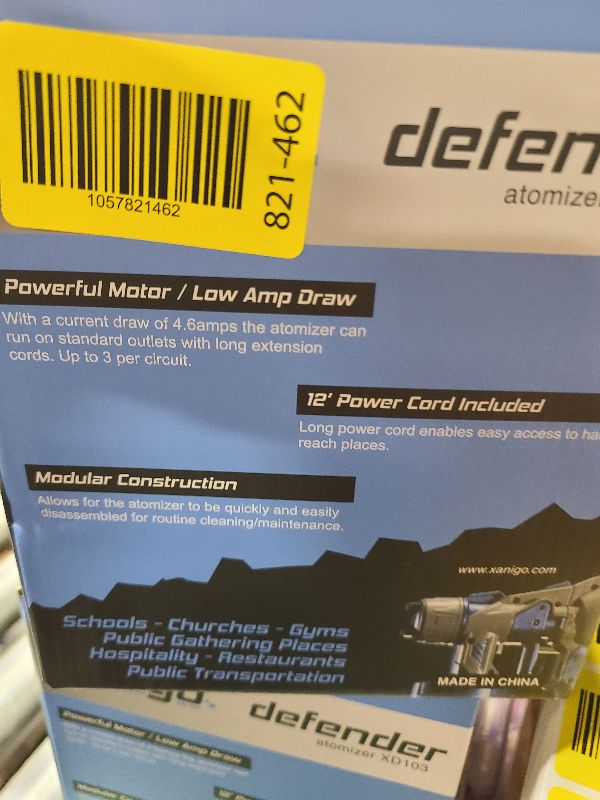 1057821462
821-462
defen
atomize
Powerful Motor / Low Amp Draw
With a current draw of 4.6amps the atomizer can
run on standard outlets with long extension
cords. Up to 3 per circuit.
12' Power Cord Included
Long power cord enables easy access to ha
reach places.
Modular Construction
Allows for the atomizer to be quickly and easily
disassembled for routine cleaning/maintenance.
www.xanigo.com
Schools - Churches - Gyms
Public Gathering Places
Hospitality - Restaurants
Public Transportation
MADE IN CHINA
defender
atomizer XD103
Powerful Motor / Low Amp Draw